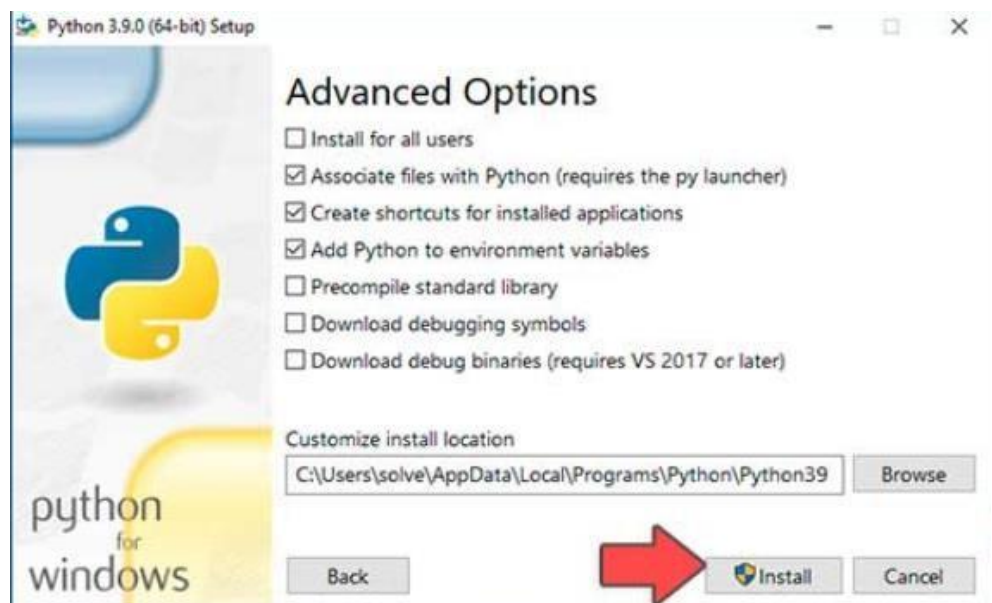 Python 3.9.0 (64-bit) Setup
Advanced Options
Install for all users
Associate files with Python (requires the py launcher)
Create shortcuts for installed applications
Add Python to environment variables
Precompile standard library
Download debugging symbols
Download debug binaries (requires VS 2017 or later)
Customize install location
C:\Users\solve\AppData\Local\Programs\Python\Python39
Browse
python
for
windows
Back
Install
Cancel